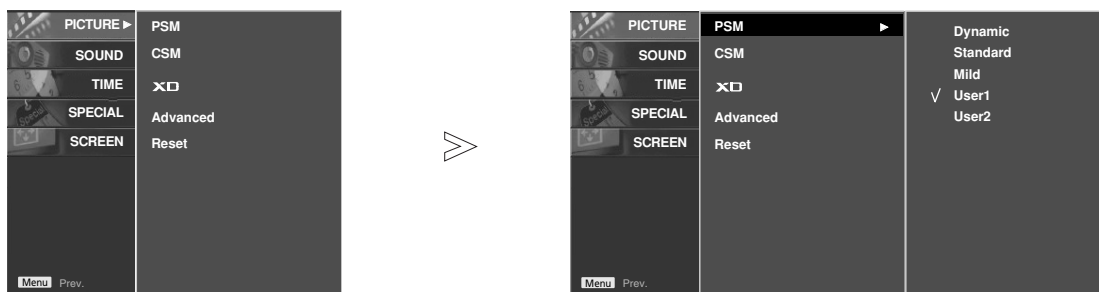 PICTURE ►
SOUND
TIME
SPECIAL
SCREEN
PSM
CSM
XD
Advanced
Reset
Menu Prev.
PICTURE
SOUND
TIME
SPECIAL
SCREEN
PSM ►
CSM
XD
Advanced
Reset
Dynamic
Standard
Mild
√ User1
User2
Menu Prev.